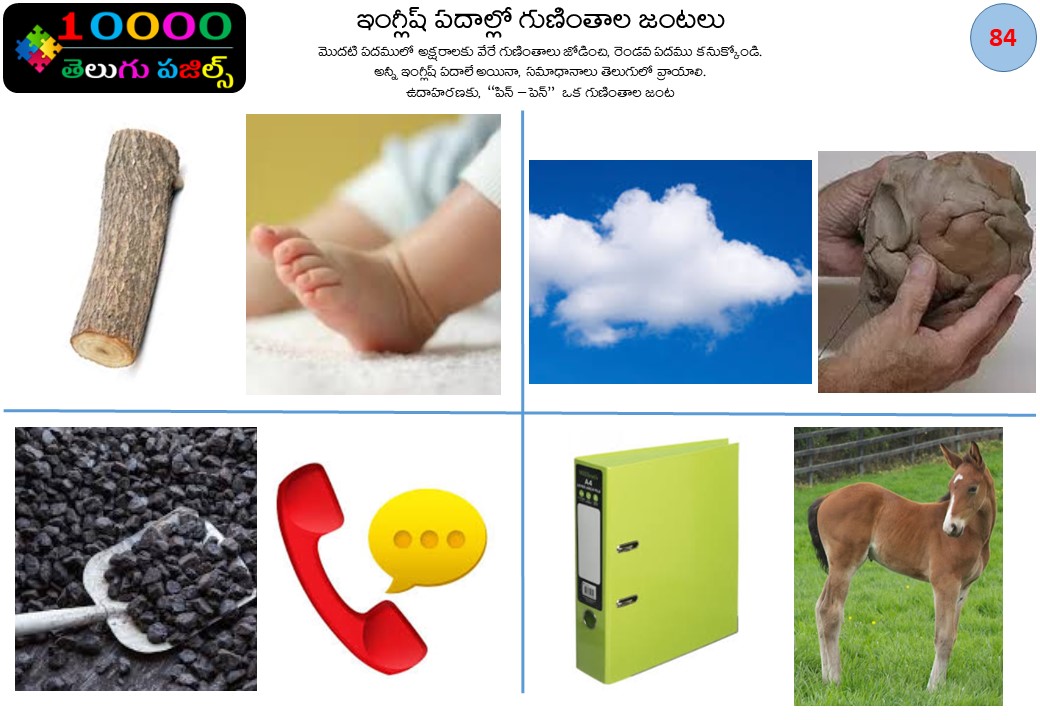 10000
తెలుగు పజిల్స్
ఇంగ్లీష్ పదాల్లో గుణింతాల జంటలు
మొదటి పదములో అక్షరాలకు వేరే గుణింతాలు జోడించి, రెండవ పదము కనుక్కోండి.
అన్నీ ఇంగ్లీష్ పదాలే అయినా, సమాధానాలు తెలుగులో వ్రాయాలి.
ఉదాహరణకు, “పిన్ – పెన్” ఒక గుణింతాల జంట
84
A4